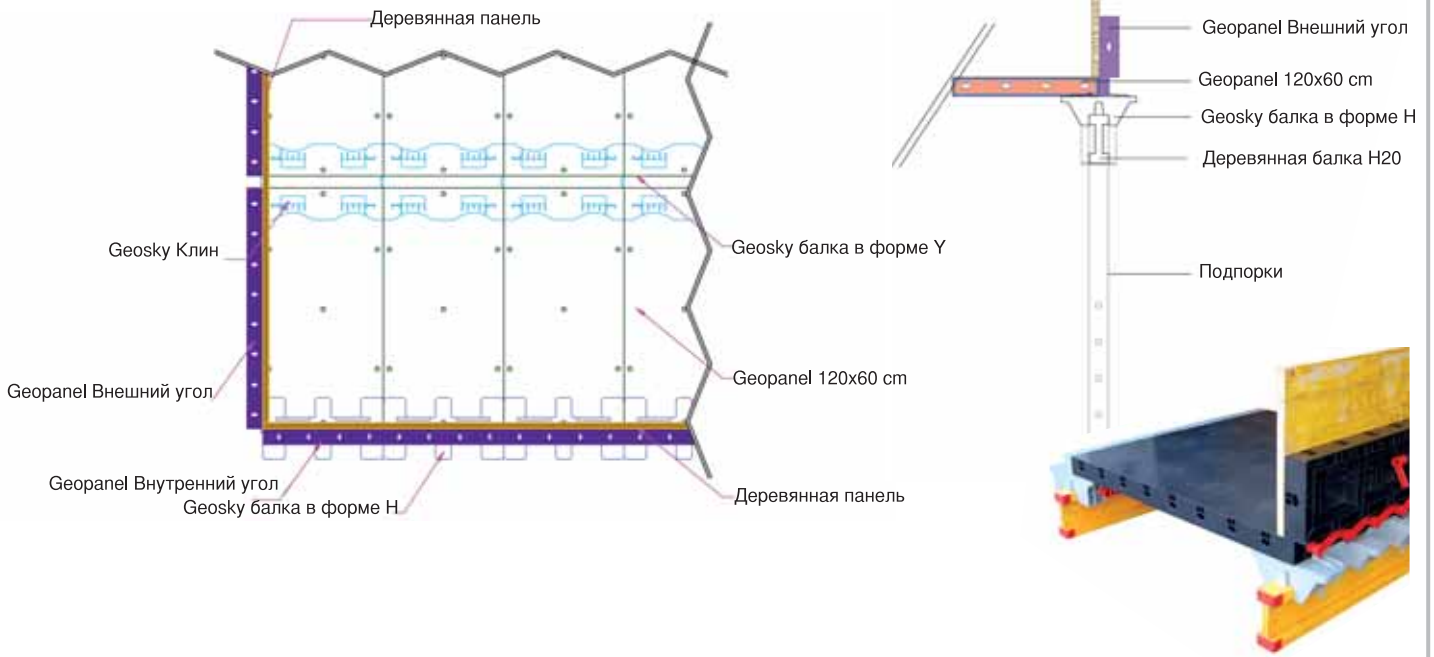 Деревянная панель
Geosky Клин
Geosky балка в форме Y
Geopanel Внешний угол
Geopanel 120x60 cm
Geopanel Внутренний угол
Geosky балка в форме H
Деревянная панель
Geopanel Внешний угол
Geopanel 120x60 cm
Geosky балка в форме H
Деревянная балка H20
Подпорки